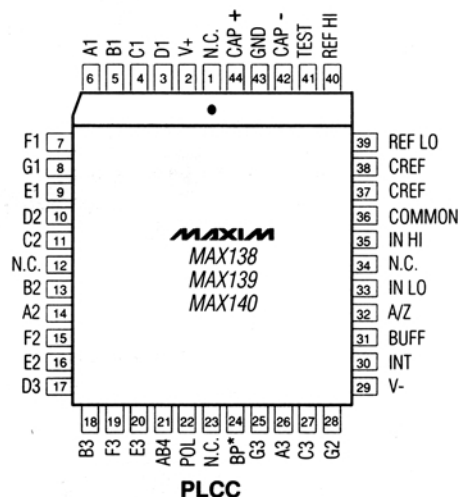 A1 B1 C1 D1 V+ N.C. CAP + GND CAP - TEST REF HI
6 5 4 3 2 1 44 43 42 41 40
F1 7
G1 8
E1 9
D2 10
C2 11
N.C. 12
B2 13
A2 14
F2 15
E2 16
D3 17
MAXIM
MAX138
MAX139
MAX140
39 REF LO
38 CREF
37 CREF
36 COMMON
35 IN HI
34 N.C.
33 IN LO
32 A/Z
31 BUFF
30 INT
29 V-
18 19 20 21 22 23 24 25 26 27 28
B3 F3 E3 AB4 POL N.C. BP* G3 A3 C3 G2
PLCC